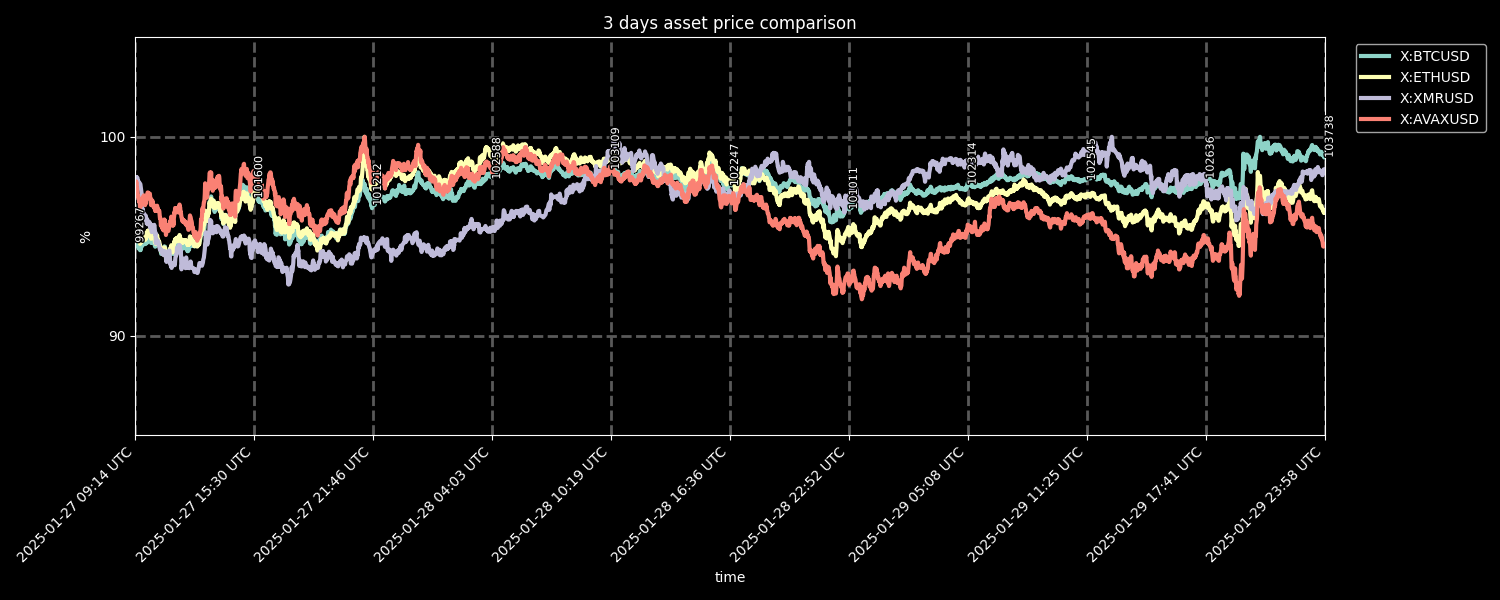 3 days asset price comparison
X:BTCUSD
X:ETHUSD
X:XMRUSD
X:AVAXUSD
100
90
%
99267
101600
101212
102588
103109
102247
101011
102314
102545
102636
103738
2025-01-27 09:14 UTC
2025-01-27 15:30 UTC
2025-01-27 21:46 UTC
2025-01-28 04:03 UTC
2025-01-28 10:19 UTC
2025-01-28 16:36 UTC
2025-01-28 22:52 UTC
2025-01-29 05:08 UTC
2025-01-29 11:25 UTC
2025-01-29 17:41 UTC
2025-01-29 23:58 UTC
time